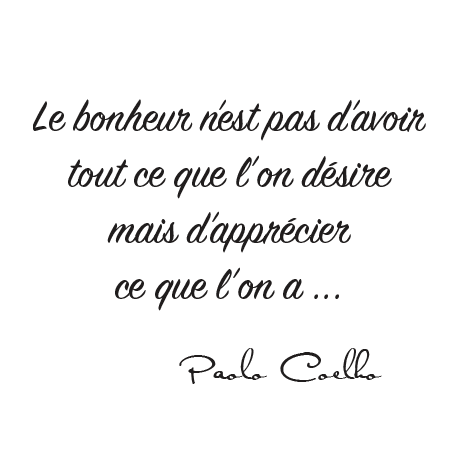 Le bonheur n'est pas d'avoir
tout ce que l'on désire
mais d'apprécier
ce que l'on a ...
Paolo Coelho